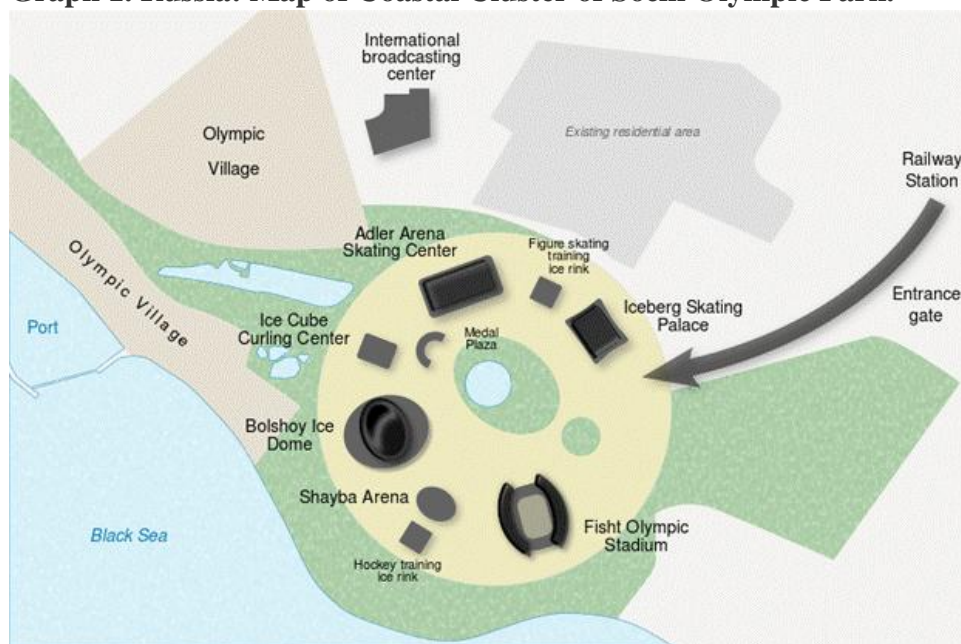 Graph 1. Russia: Map of Coastal Cluster of Sochi Olympic Park.
International
broadcasting
center
Olympic
Village
Existing residential area
Railway
Station
Adler Arena
Skating Center
Figure skating
training
ice rink
Olympic Village
Iceberg Skating
Palace
Entrance
gate
Port
Ice Cube
Curling Center
Medal
Plaza
Bolshoy Ice
Dome
Shayba Arena
Black Sea
Fisht Olympic
Stadium
Hockey training
ice rink